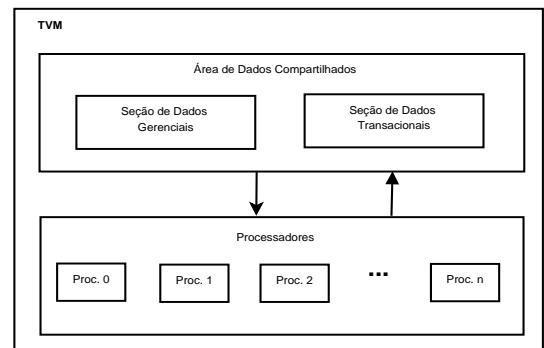 TVM
Área de Dados Compartilhados
Seção de Dados
Gerenciais
Seção de Dados
Transacionais
Processadores
Proc. 0
Proc. 1
Proc. 2
...
Proc. n